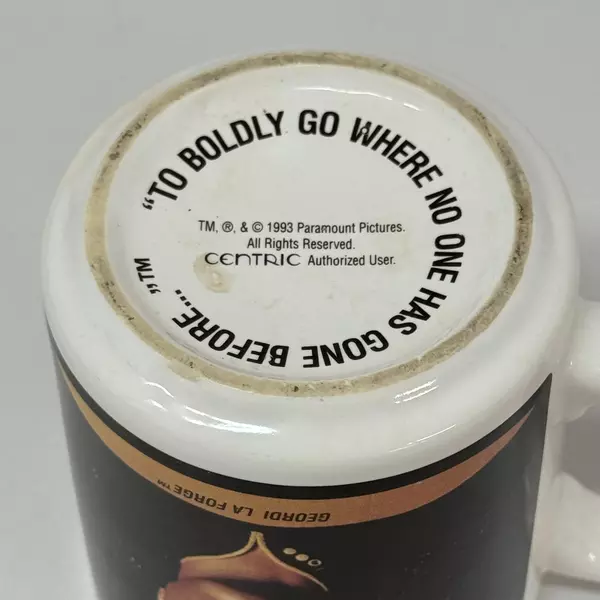 "TO BOLDLY GO WHERE NO ONE HAS GONE BEFORE..."™
TM, ®, & © 1993 Paramount Pictures.
All Rights Reserved.
CENTRIC Authorized User.
GEORDI LA FORGE™